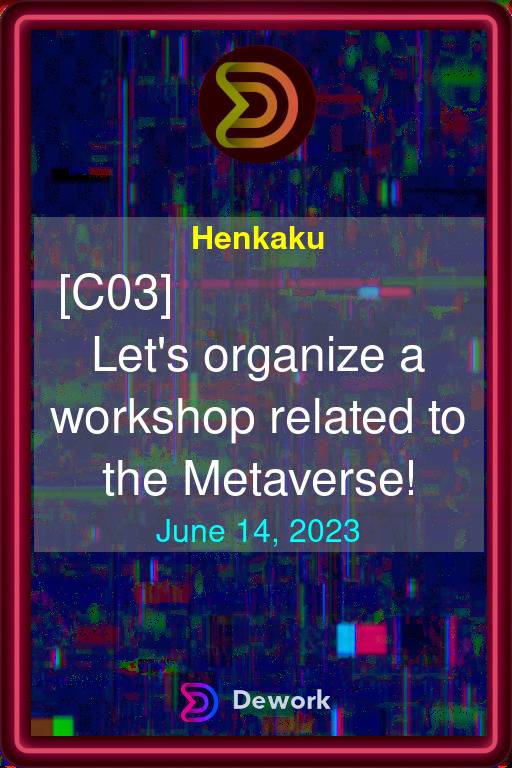 Henkaku
[C03]
Let's organize a
workshop related to
the Metaverse!
June 14, 2023
Dework